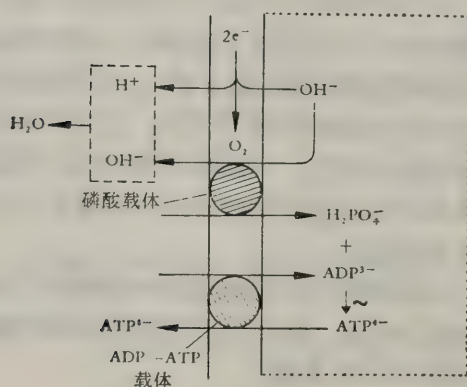 2e⁻
H⁺
OH⁻
H₂O
O₂
OH⁻
磷酸载体
H₂PO₄⁻
+
ADP³⁻
~
ATP⁴⁻
ATP⁴⁻
ADP-ATP
载体